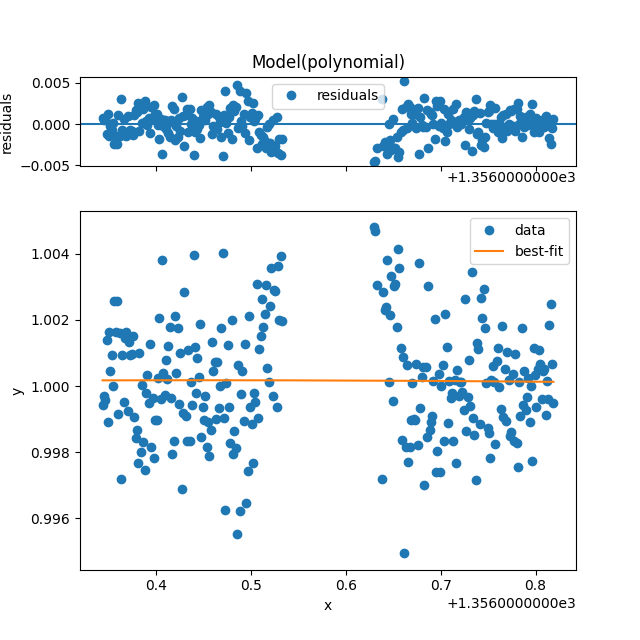 Model(polynomial)
residuals
0.005
0.000
−0.005
residuals
+1.3560000000e3
y
1.004
1.002
1.000
0.998
0.996
data
best-fit
0.4
0.5
0.6
0.7
0.8
x
+1.3560000000e3